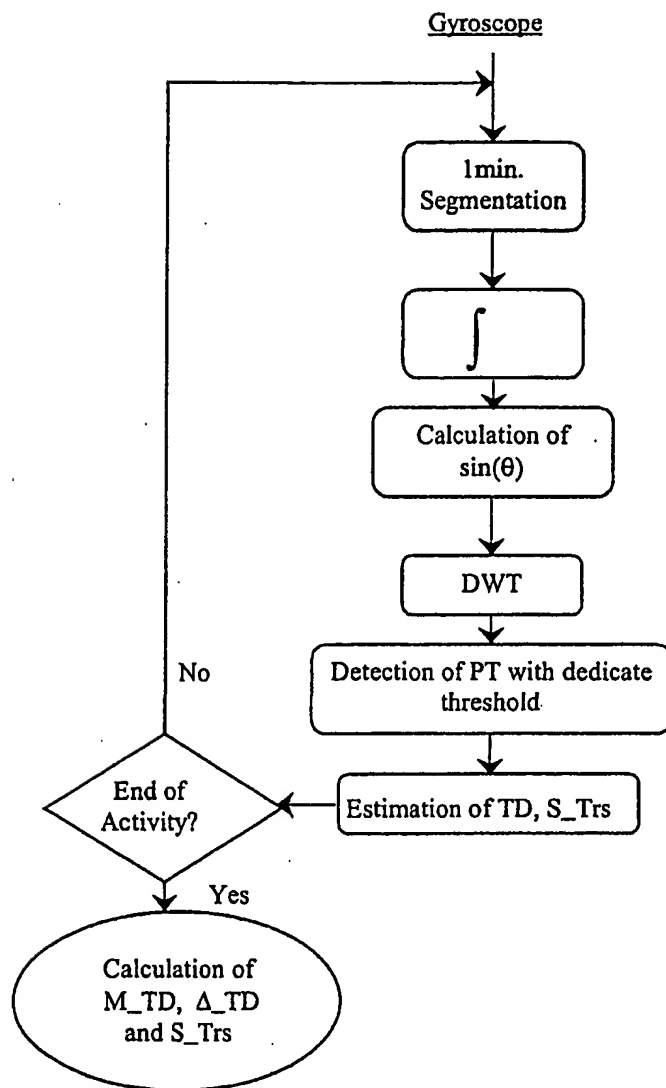 Gyroscope
1min.
Segmentation
∫
Calculation of
sin(θ)
DWT
Detection of PT with dedicate
threshold
Estimation of TD, S_Trs
No
End of
Activity?
Yes
Calculation of
M_TD, Δ_TD
and S_Trs